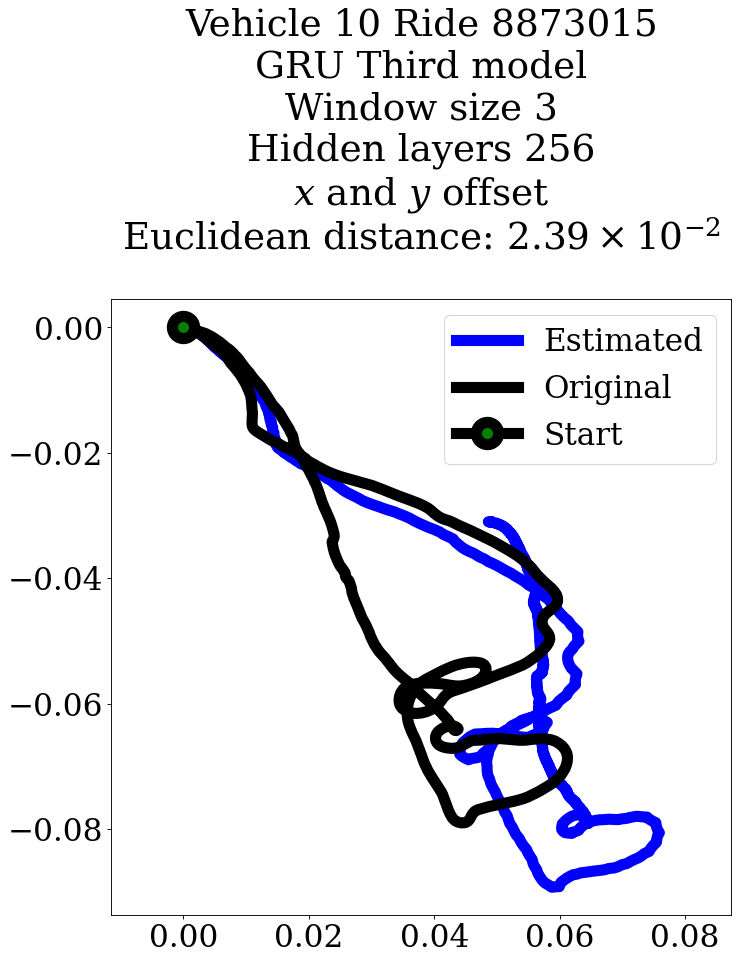 Vehicle 10 Ride 8873015
GRU Third model
Window size 3
Hidden layers 256
x and y offset
Euclidean distance: 2.39 × 10⁻²
Estimated
Original
Start
0.00
−0.02
−0.04
−0.06
−0.08
0.00 0.02 0.04 0.06 0.08